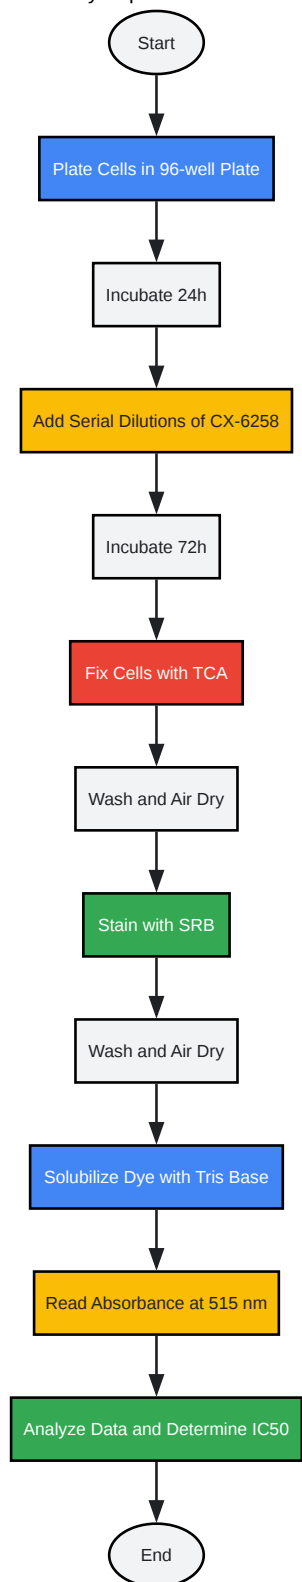 Start
Plate Cells in 96-well Plate
Incubate 24h
Add Serial Dilutions of CX-6258
Incubate 72h
Fix Cells with TCA
Wash and Air Dry
Stain with SRB
Wash and Air Dry
Solubilize Dye with Tris Base
Read Absorbance at 515 nm
Analyze Data and Determine IC50
End